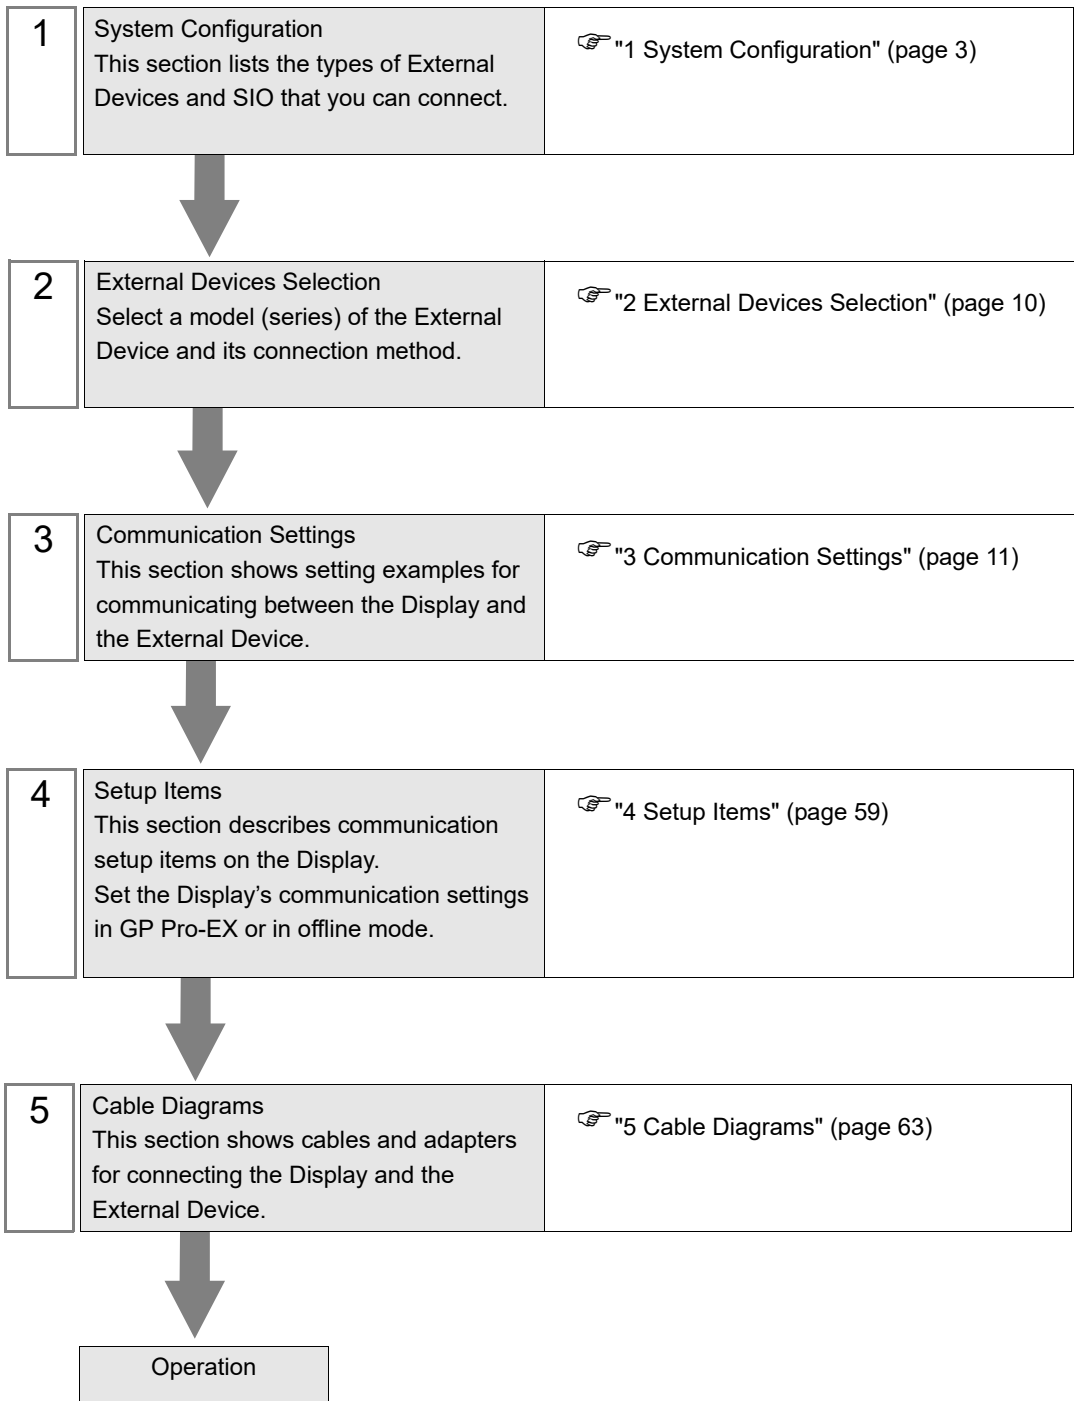 1
System Configuration
This section lists the types of External
Devices and SIO that you can connect.
"1 System Configuration" (page 3)
2
External Devices Selection
Select a model (series) of the External
Device and its connection method.
"2 External Devices Selection" (page 10)
3
Communication Settings
This section shows setting examples for
communicating between the Display and
the External Device.
"3 Communication Settings" (page 11)
4
Setup Items
This section describes communication
setup items on the Display.
Set the Display’s communication settings
in GP Pro-EX or in offline mode.
"4 Setup Items" (page 59)
5
Cable Diagrams
This section shows cables and adapters
for connecting the Display and the
External Device.
"5 Cable Diagrams" (page 63)
Operation